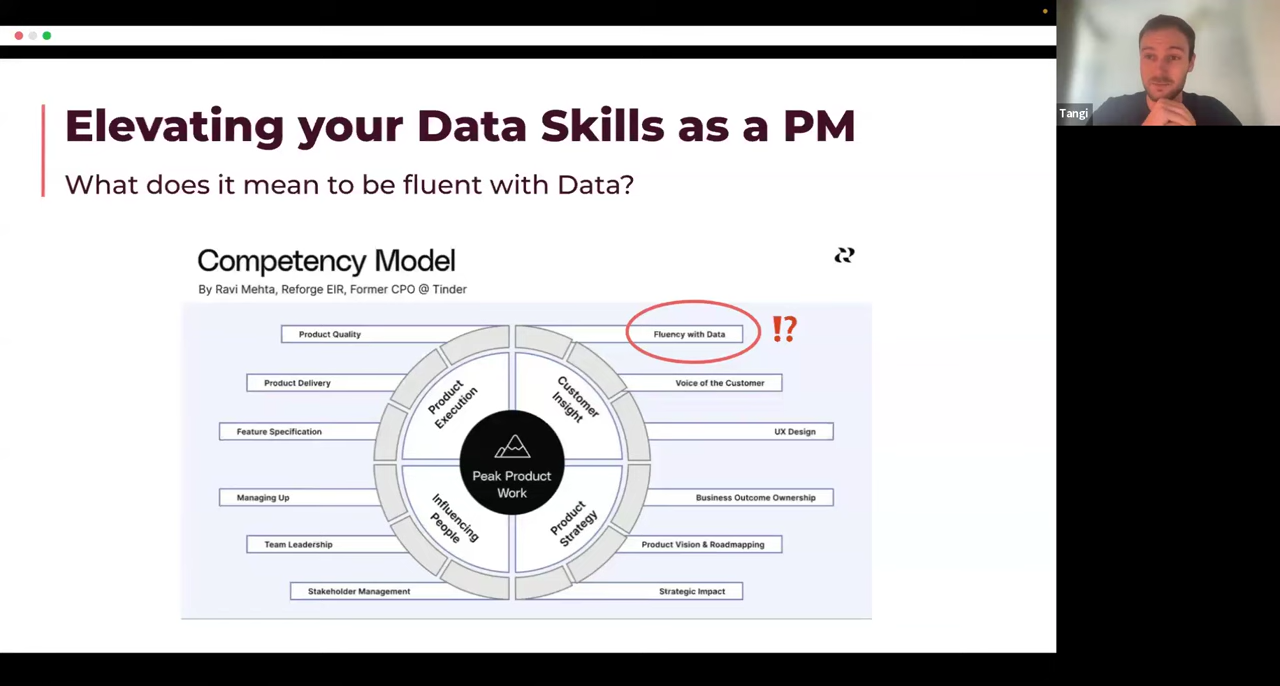 Elevating your Data Skills as a PM
What does it mean to be fluent with Data?
Competency Model
By Ravi Mehta, Reforge EIR, Former CPO @ Tinder
Product Quality
Product Delivery
Feature Specification
Managing Up
Team Leadership
Stakeholder Management
Product
Execution
Customer
Insight
Peak Product
Work
Influencing
People
Product
Strategy
Fluency with Data
⁉
Voice of the Customer
UX Design
Business Outcome Ownership
Product Vision & Roadmapping
Strategic Impact
Tangi